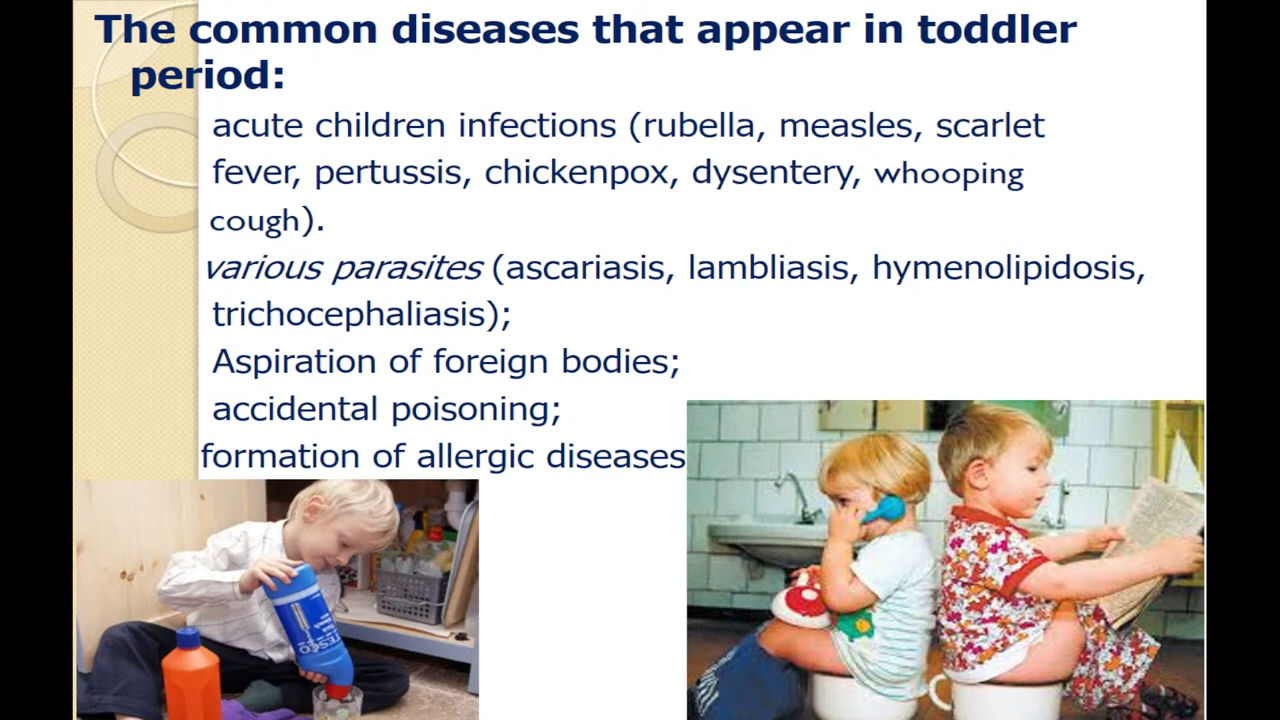 The common diseases that appear in toddler
period:
acute children infections (rubella, measles, scarlet
fever, pertussis, chickenpox, dysentery, whooping
cough).
various parasites (ascariasis, lambliasis, hymenolipidosis,
trichocephaliasis);
Aspiration of foreign bodies;
accidental poisoning;
formation of allergic diseases
TESCO